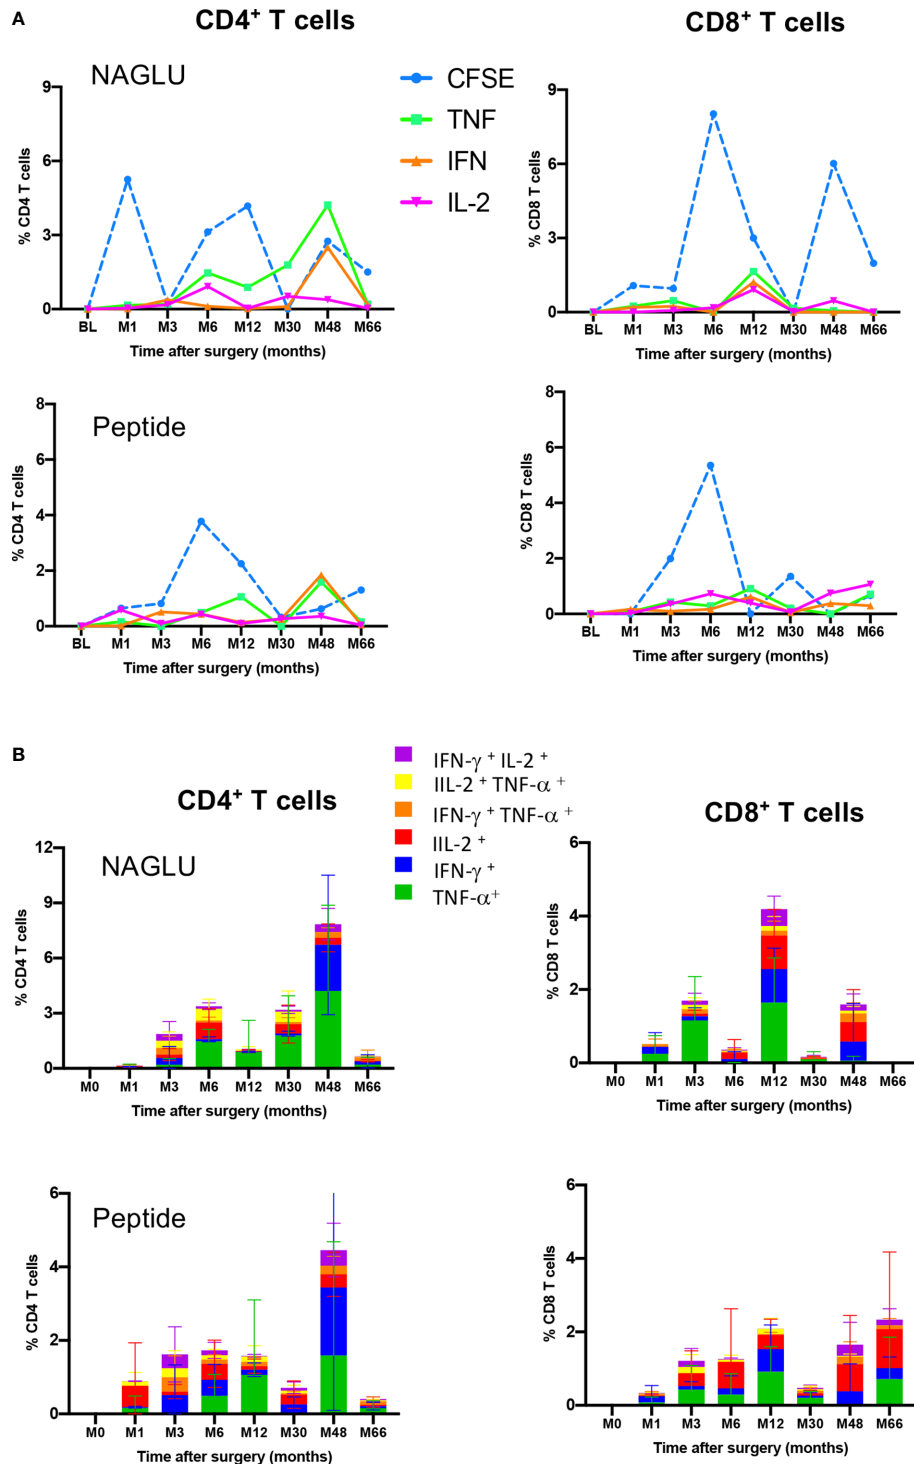 A
CD4⁺ T cells
CD8⁺ T cells
NAGLU
CFSE
TNF
IFN
IL-2
9
6
3
0
% CD4 T cells
BL M1 M3 M6 M12 M30 M48 M66
Time after surgery (months)
9
6
3
0
% CD8 T cells
BL M1 M3 M6 M12 M30 M48 M66
Time after surgery (months)
Peptide
8
6
4
2
0
% CD4 T cells
BL M1 M3 M6 M12 M30 M48 M66
Time after surgery (months)
8
6
4
2
0
% CD8 T cells
BL M1 M3 M6 M12 M30 M48 M66
Time after surgery (months)
B
CD4⁺ T cells
IFN-γ ⁺ IL-2 ⁺
IIL-2 ⁺ TNF-α ⁺
IFN-γ ⁺ TNF-α ⁺
IIL-2 ⁺
IFN-γ ⁺
TNF-α⁺
CD8⁺ T cells
NAGLU
12
9
6
3
0
% CD4 T cells
M0 M1 M3 M6 M12 M30 M48 M66
Time after surgery (months)
6
4
2
0
% CD8 T cells
M0 M1 M3 M6 M12 M30 M48 M66
Time after surgery (months)
Peptide
6
4
2
0
% CD4 T cells
M0 M1 M3 M6 M12 M30 M48 M66
Time after surgery (months)
6
4
2
0
% CD8 T cells
M0 M1 M3 M6 M12 M30 M48 M66
Time after surgery (months)